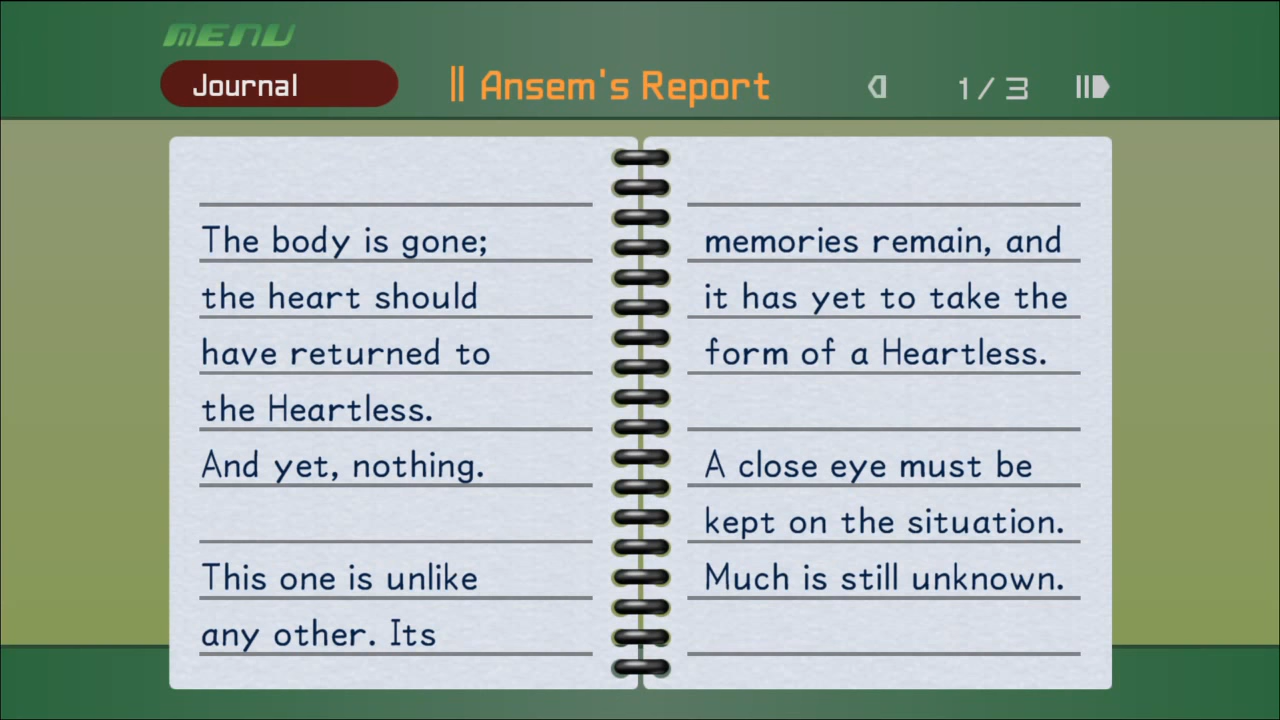 MENU
Journal
Ansem's Report
1 / 3
The body is gone;
the heart should
have returned to
the Heartless.
And yet, nothing.
This one is unlike
any other. Its
memories remain, and
it has yet to take the
form of a Heartless.
A close eye must be
kept on the situation.
Much is still unknown.